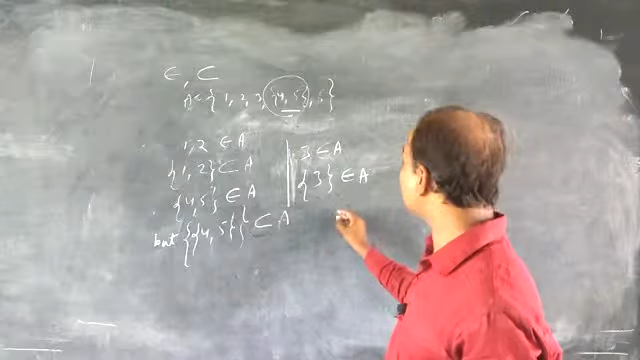 ∈, ⊂
A = {1, 2, 3, {4, 5}, 6}
1, 2 ∈ A
{1, 2} ⊂ A
{4, 5} ∈ A
but {{4, 5}} ⊂ A
3 ∈ A
{3} ∈ A